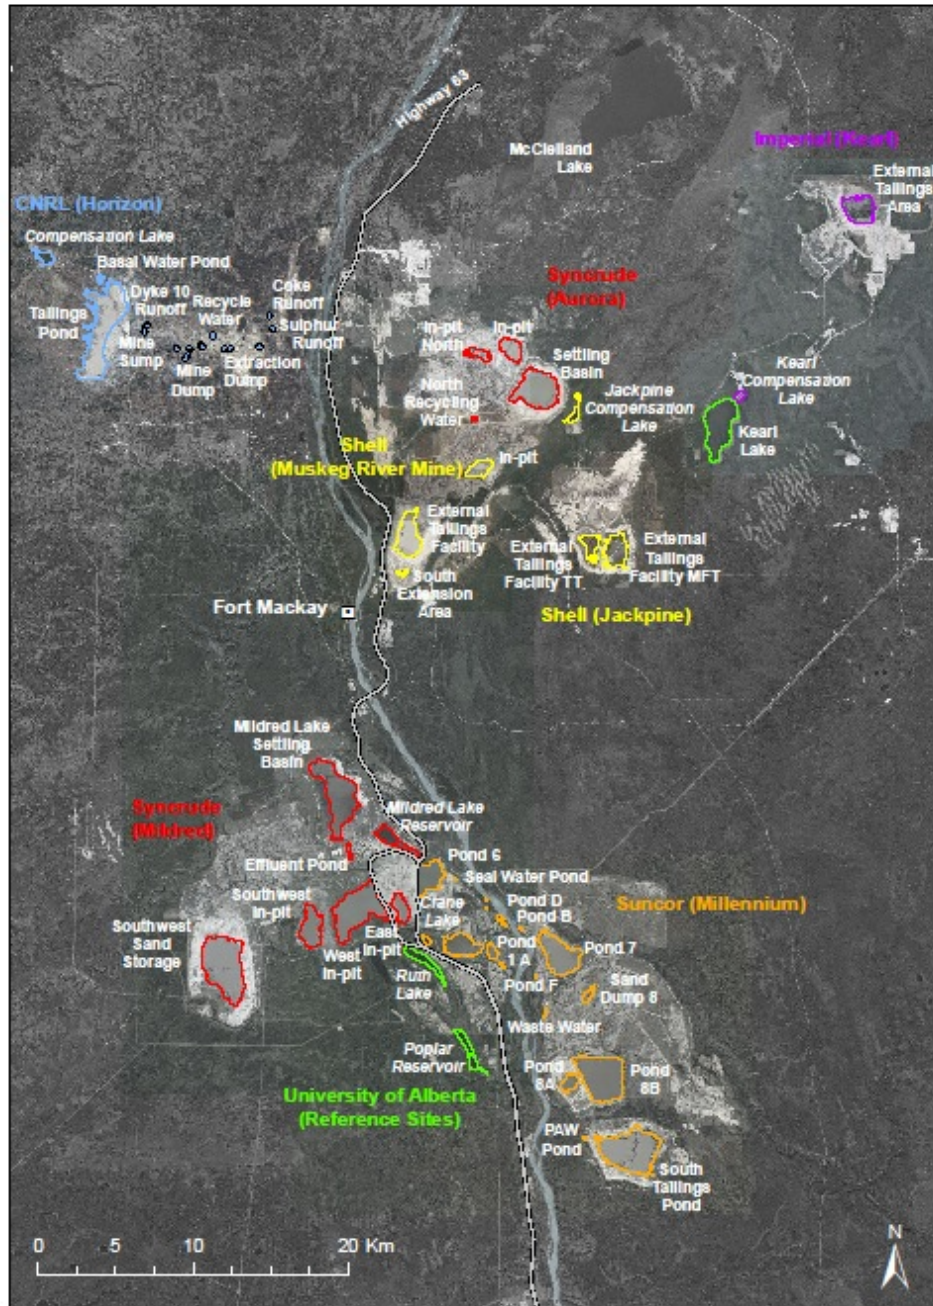 Highway 63
McClelland
Lake
Imperial (Kearl)
External
Tailings
Area
CNRL (Horizon)
Compensation Lake
Basal Water Pond
Tailings
Pond
Dyke 10
Runoff
Recycle
Water
Coke
Runoff
Sulphur
Runoff
Mine
Sump
Mine
Dump
Extraction
Dump
Syncrude
(Aurora)
In-pit
North
In-pit
Settling
Basin
North
Recycling
Water
Jackpine
Compensation
Lake
Kearl
Compensation
Lake
Kearl
Lake
Shell
(Muskeg River Mine)
In-pit
External
Tailings
Facility
South
Extension
Area
External
Tailings
Facility TT
External
Tailings
Facility MFT
Shell (Jackpine)
Fort Mackay
Mildred Lake
Settling
Basin
Syncrude
(Mildred)
Mildred Lake
Reservoir
Effluent Pond
Pond 6
Seal Water Pond
Southwest
In-pit
Crane
Lake
Pond D
Pond B
Suncor (Millennium)
Southwest
Sand
Storage
West
In-pit
East
In-pit
Pond
1 A
Pond 7
Ruth
Lake
Pond F
Sand
Dump 8
Waste Water
Poplar
Reservoir
Pond
8A
Pond
8B
University of Alberta
(Reference Sites)
PAW
Pond
South
Tailings
Pond
0 5 10 20 Km
N